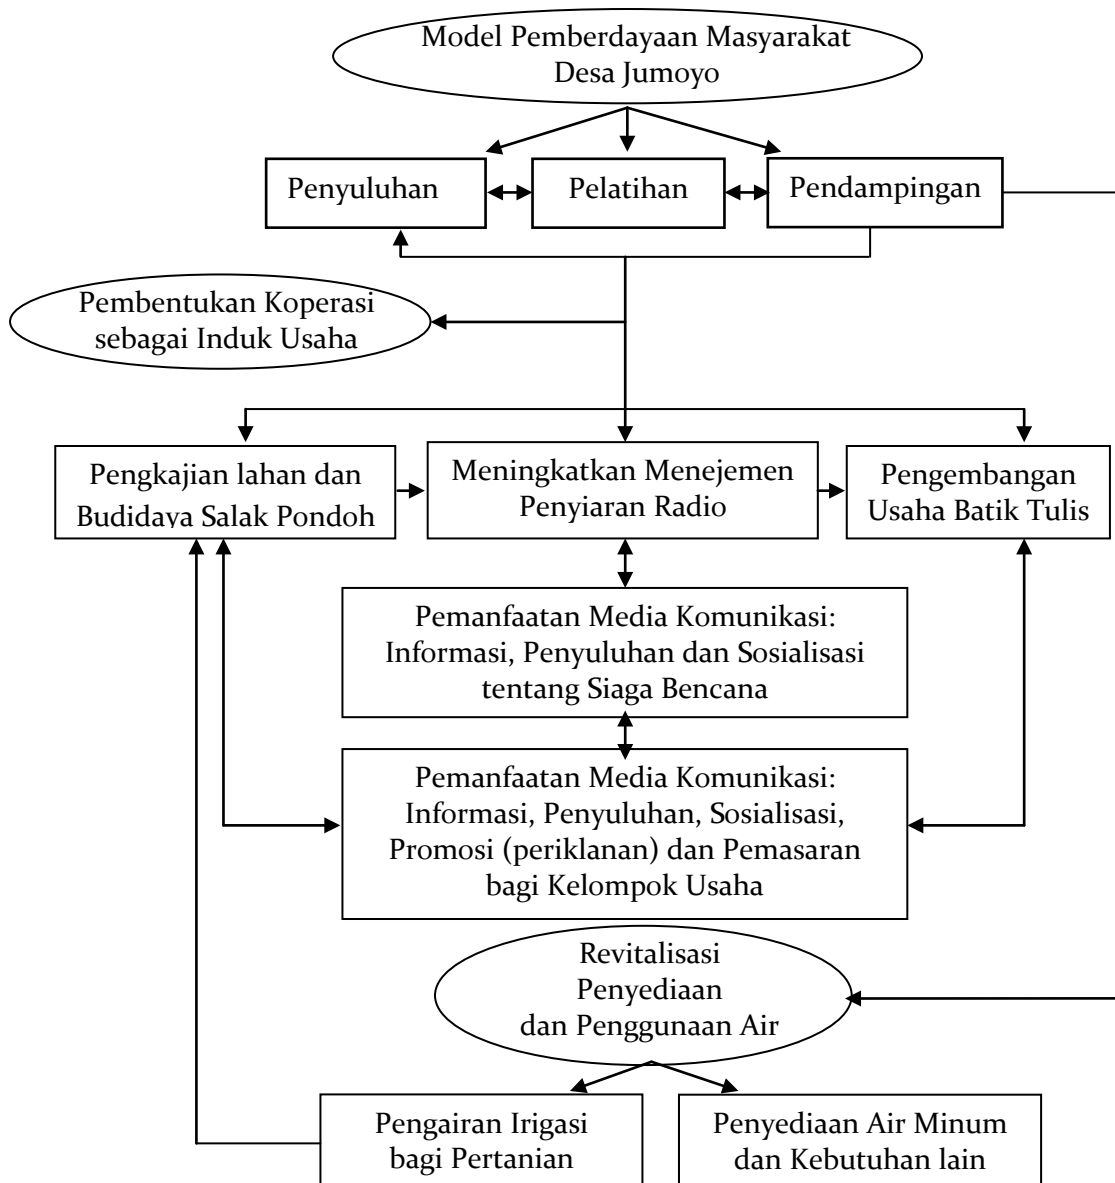 Model Pemberdayaan Masyarakat
Desa Jumoyo
Penyuluhan
Pelatihan
Pendampingan
Pembentukan Koperasi
sebagai Induk Usaha
Pengkajian lahan dan
Budidaya Salak Pondoh
Meningkatkan Menejemen
Penyiaran Radio
Pengembangan
Usaha Batik Tulis
Pemanfaatan Media Komunikasi:
Informasi, Penyuluhan dan Sosialisasi
tentang Siaga Bencana
Pemanfaatan Media Komunikasi:
Informasi, Penyuluhan, Sosialisasi,
Promosi (periklanan) dan Pemasaran
bagi Kelompok Usaha
Revitalisasi
Penyediaan
dan Penggunaan Air
Pengairan Irigasi
bagi Pertanian
Penyediaan Air Minum
dan Kebutuhan lain